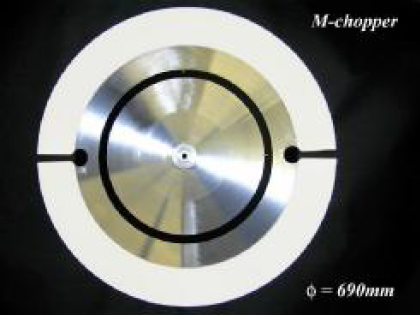 M-chopper
ϕ = 690mm